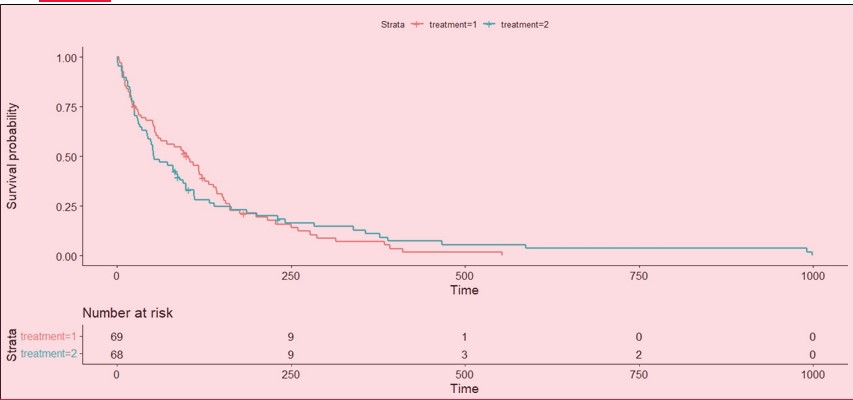 Strata treatment=1 treatment=2
Survival probability
1.00
0.75
0.50
0.25
0.00
0 250 500 750 1000
Time
Number at risk
Strata
treatment=1 69 9 1 0 0
treatment=2 68 9 3 2 0
0 250 500 750 1000
Time